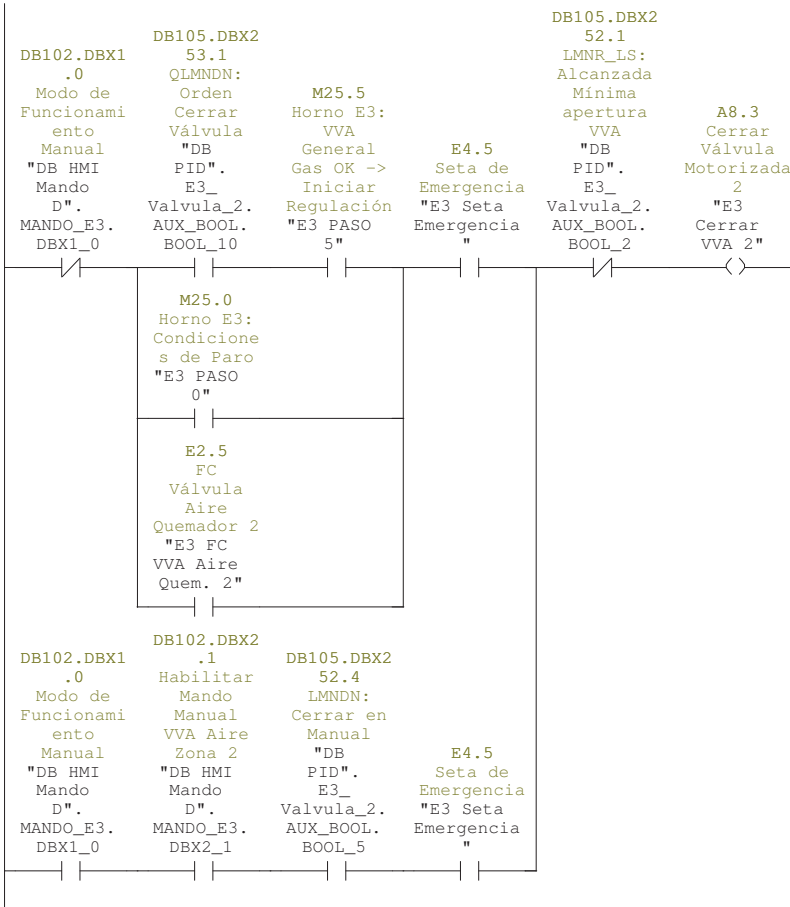 DB102.DBX1
.0
Modo de
Funcionami
ento
Manual
"DB HMI
Mando
D".
MANDO_E3.
DBX1_0
DB105.DBX2
53.1
QLMNDN:
Orden
Cerrar
Válvula
"DB
PID".
E3_
Valvula_2.
AUX_BOOL.
BOOL_10
M25.5
Horno E3:
VVA
General
Gas OK ->
Iniciar
Regulación
"E3 PASO
5"
E4.5
Seta de
Emergencia
"E3 Seta
Emergencia
"
DB105.DBX2
52.1
LMNR_LS:
Alcanzada
Mínima
apertura
VVA
"DB
PID".
E3_
Valvula_2.
AUX_BOOL.
BOOL_2
A8.3
Cerrar
Válvula
Motorizada
2
"E3
Cerrar
VVA 2"
M25.0
Horno E3:
Condicione
s de Paro
"E3 PASO
0"
E2.5
FC
Válvula
Aire
Quemador 2
"E3 FC
VVA Aire
Quem. 2"
DB102.DBX1
.0
Modo de
Funcionami
ento
Manual
"DB HMI
Mando
D".
MANDO_E3.
DBX1_0
DB102.DBX2
.1
Habilitar
Mando
Manual
VVA Aire
Zona 2
"DB HMI
Mando
D".
MANDO_E3.
DBX2_1
DB105.DBX2
52.4
LMNDN:
Cerrar en
Manual
"DB
PID".
E3_
Valvula_2.
AUX_BOOL.
BOOL_5
E4.5
Seta de
Emergencia
"E3 Seta
Emergencia
"